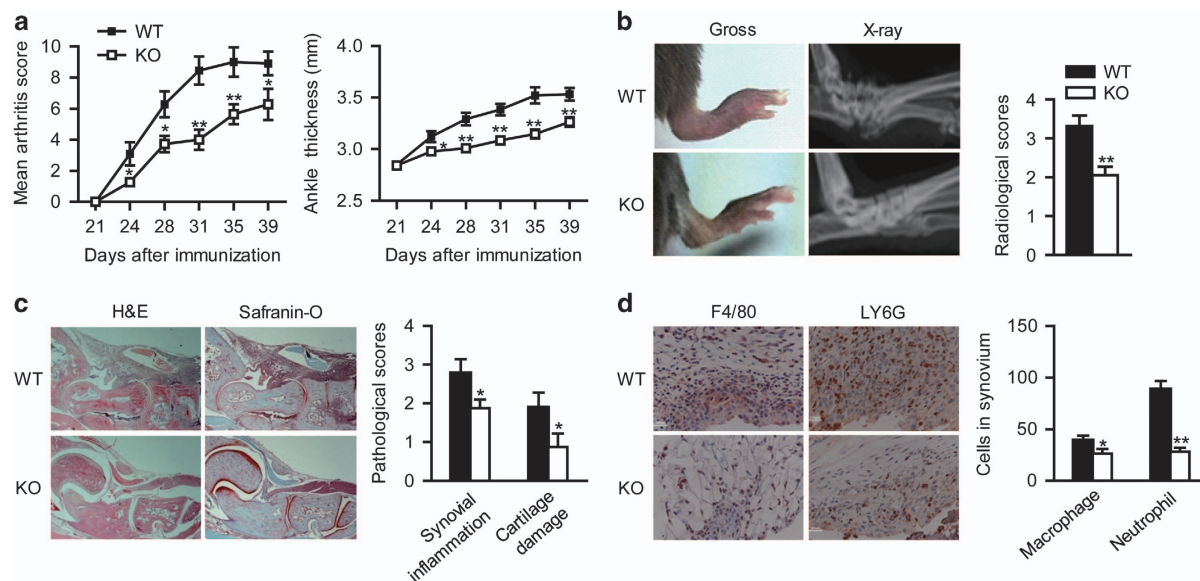 a
WT
KO
Mean arthritis score
10
8
6
4
2
0
*
*
**
**
*
21 24 28 31 35 39
Days after immunization
Ankle thickness (mm)
4.0
3.5
3.0
2.5
*
**
**
**
**
21 24 28 31 35 39
Days after immunization
b
Gross X-ray
WT
KO
WT
KO
Radiological scores
4
3
2
1
0
**
c
H&E Safranin-O
WT
KO
Pathological scores
4
3
2
1
0
*
*
Synovial
inflammation
Cartilage
damage
d
F4/80 LY6G
WT
KO
Cells in synovium
150
100
50
0
*
**
Macrophage
Neutrophil